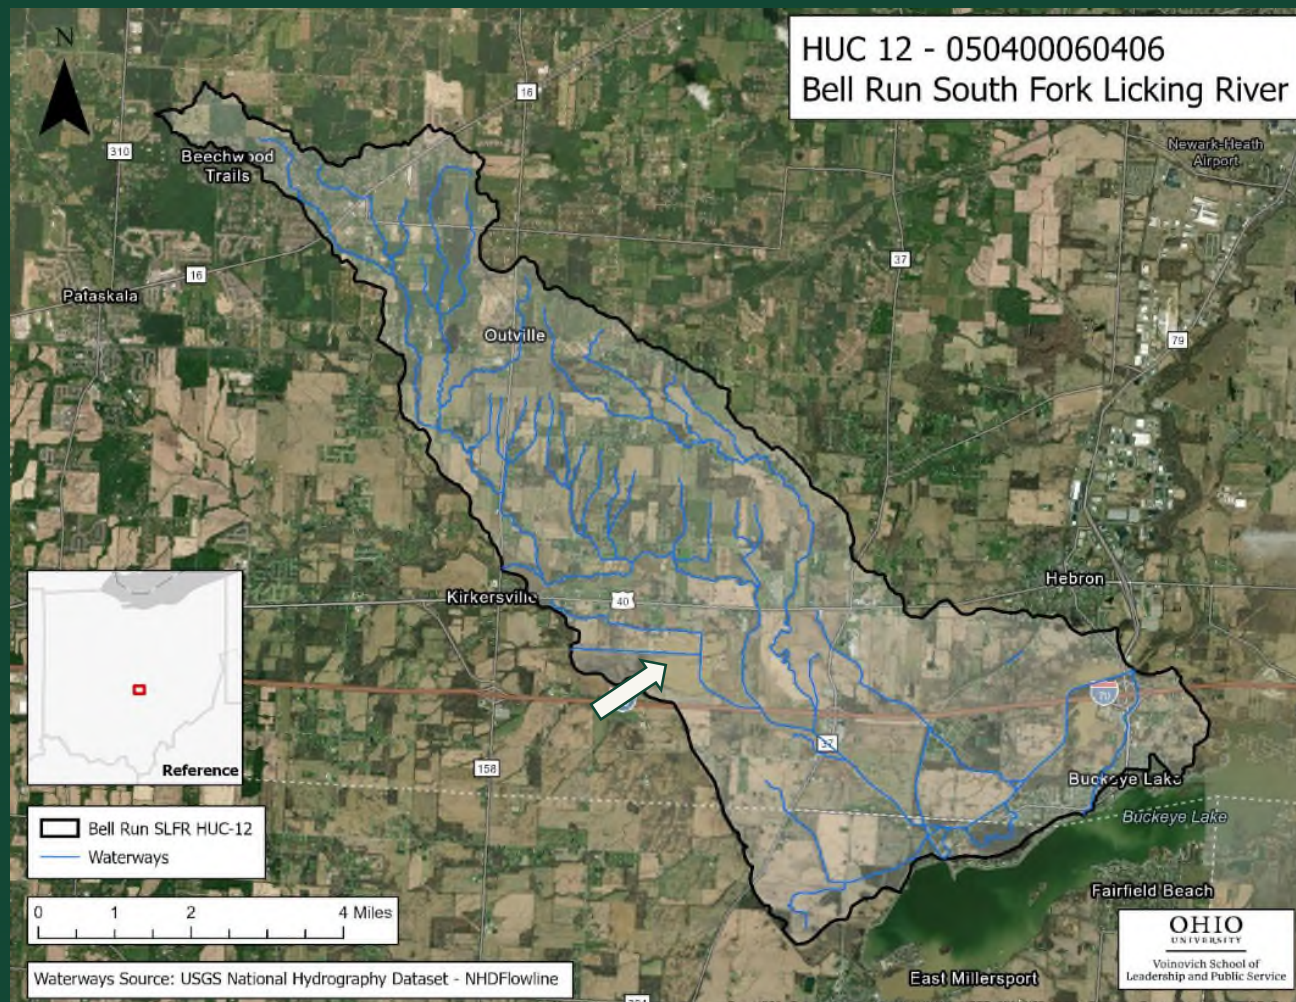 HUC 12 - 050400060406
Bell Run South Fork Licking River
N
16
310
Beechwood
Trails
Newark-Heath
Airport
37
16
Pataskala
Outville
79
Hebron
Kirkersville
40
70
37
158
Buckeye Lake
Buckeye Lake
Fairfield Beach
East Millersport
Reference
Bell Run SLFR HUC-12
Waterways
0 1 2 4 Miles
Waterways Source: USGS National Hydrography Dataset - NHDFlowline
OHIO
UNIVERSITY
Voinovich School of
Leadership and Public Service